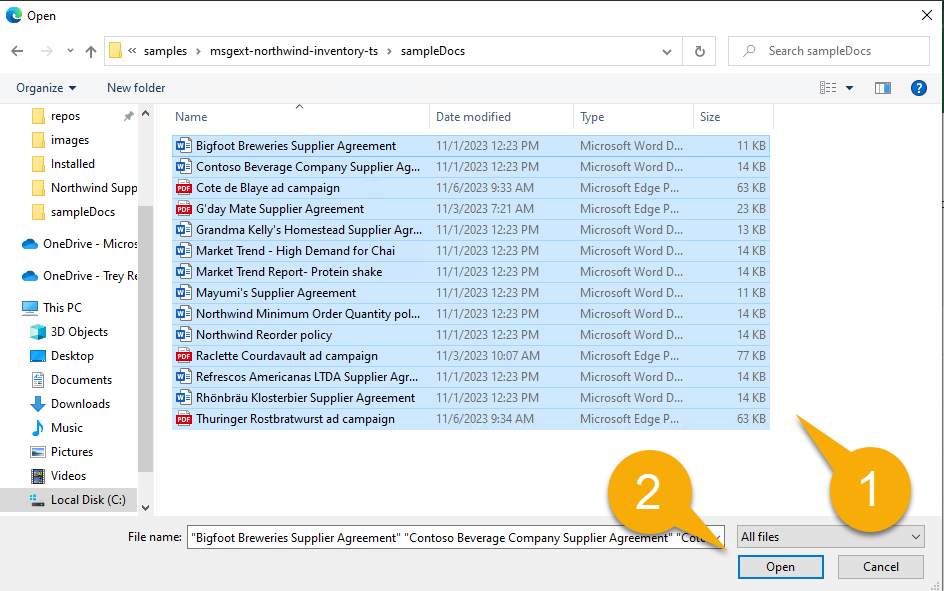 Open
« samples › msgext-northwind-inventory-ts › sampleDocs
Search sampleDocs
Organize
New folder
?
repos
images
Installed
Northwind Supp
sampleDocs
OneDrive - Micros
OneDrive - Trey Re
This PC
3D Objects
Desktop
Documents
Downloads
Music
Pictures
Videos
Local Disk (C:)
Name Date modified Type Size
Bigfoot Breweries Supplier Agreement 11/1/2023 12:23 PM Microsoft Word D... 11 KB
Contoso Beverage Company Supplier Ag... 11/1/2023 12:23 PM Microsoft Word D... 14 KB
PDF Cote de Blaye ad campaign 11/6/2023 9:33 AM Microsoft Edge P... 63 KB
PDF G'day Mate Supplier Agreement 11/3/2023 7:21 AM Microsoft Edge P... 23 KB
Grandma Kelly's Homestead Supplier Agr... 11/1/2023 12:23 PM Microsoft Word D... 13 KB
Market Trend - High Demand for Chai 11/1/2023 12:23 PM Microsoft Word D... 14 KB
Market Trend Report- Protein shake 11/1/2023 12:23 PM Microsoft Word D... 14 KB
Mayumi's Supplier Agreement 11/1/2023 12:23 PM Microsoft Word D... 11 KB
Northwind Minimum Order Quantity pol... 11/1/2023 12:23 PM Microsoft Word D... 14 KB
Northwind Reorder policy 11/1/2023 12:23 PM Microsoft Word D... 14 KB
PDF Raclette Courdavault ad campaign 11/3/2023 10:07 AM Microsoft Edge P... 77 KB
Refrescos Americanas LTDA Supplier Agr... 11/1/2023 12:23 PM Microsoft Word D... 14 KB
Rhönbräu Klosterbier Supplier Agreement 11/1/2023 12:23 PM Microsoft Word D... 14 KB
PDF Thuringer Rostbratwurst ad campaign 11/6/2023 9:34 AM Microsoft Edge P... 63 KB
1
2
File name: "Bigfoot Breweries Supplier Agreement" "Contoso Beverage Company Supplier Agreement" "Cote
All files
Open
Cancel